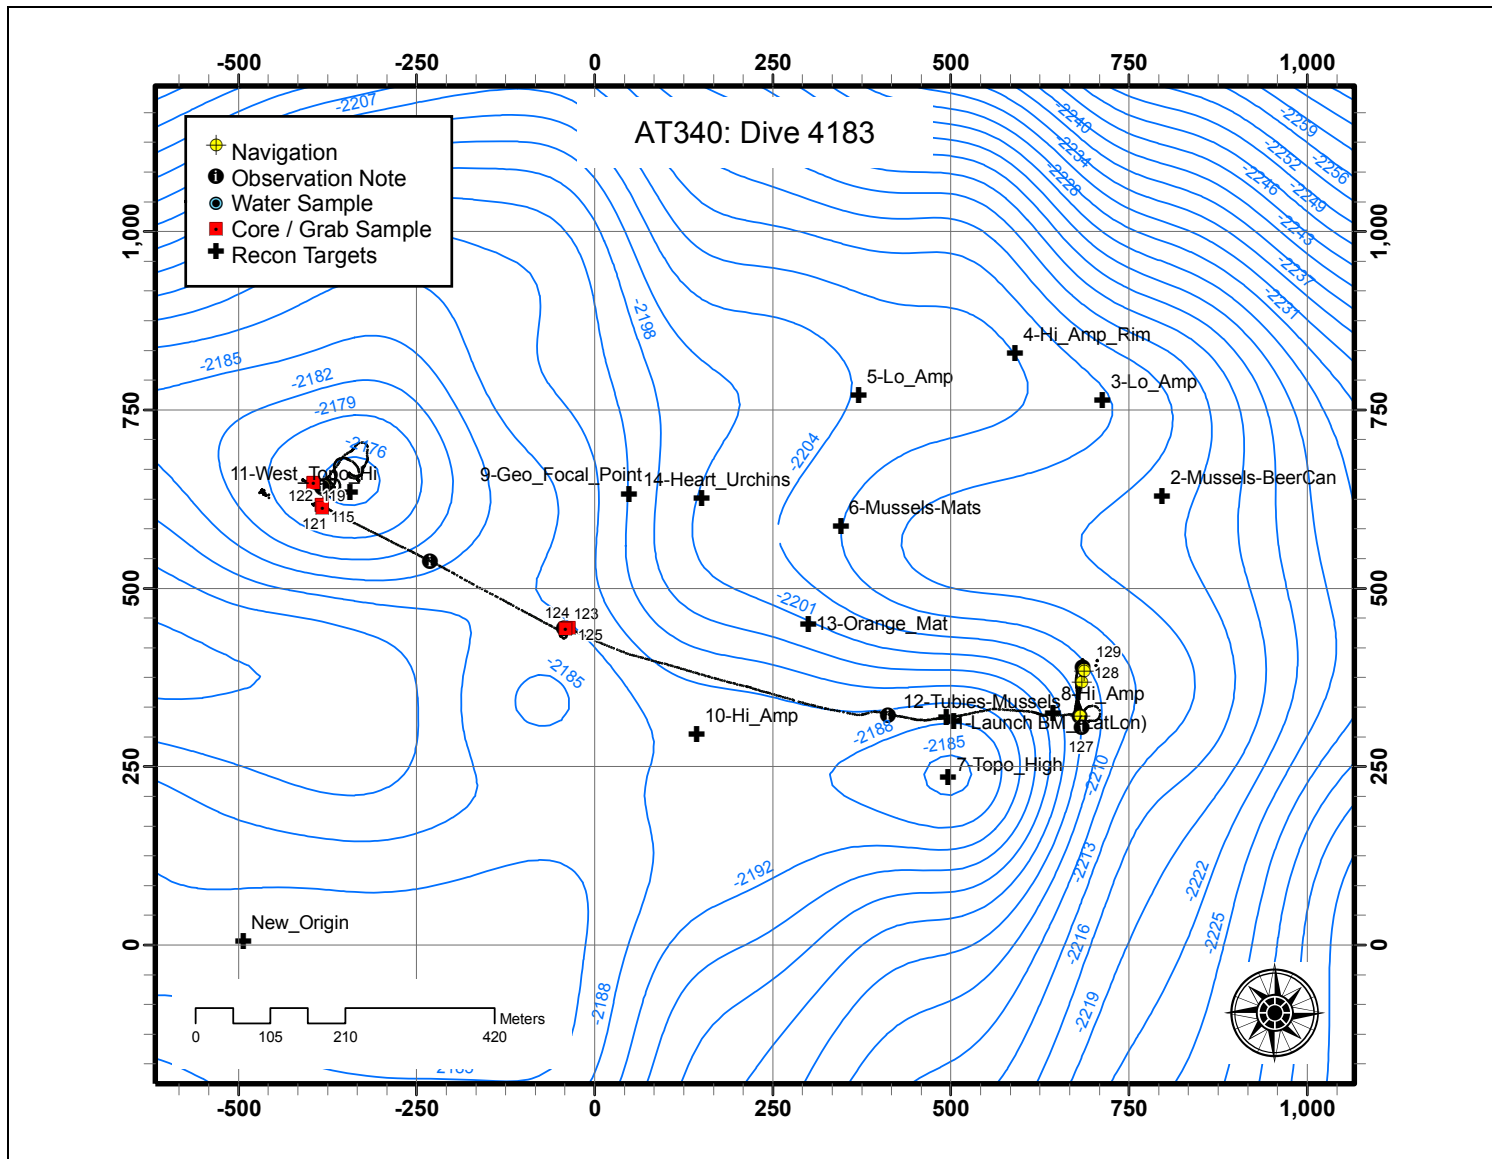 -500 -250 0 250 500 750 1,000
AT340: Dive 4183
Navigation
Observation Note
Water Sample
Core / Grab Sample
Recon Targets
-2207
-2240
-2234
-2228
-2259
-2252
-2256
-2246
-2249
-2243
-2237
-2231
1,000
1,000
-2198
-2185
-2182
-2179
-2176
4-Hi_Amp_Rim
5-Lo_Amp
3-Lo_Amp
750
750
-2204
11-West_Topo_Hi
9-Geo_Focal_Point
14-Heart_Urchins
2-Mussels-BeerCan
6-Mussels-Mats
122
119
115
121
500
500
-2201
124
123
125
13-Orange_Mat
129
128
-2185
12-Tubies-Mussels
8-Hi_Amp
10-Hi_Amp
1-Launch BM_(LatLon)
-2188
-2185
127
7-Topo_High
-2210
250
250
-2192
-2213
-2222
-2225
-2216
New_Origin
0
0
-2188
-2219
Meters
0 105 210 420
-500 -250 0 250 500 750 1,000